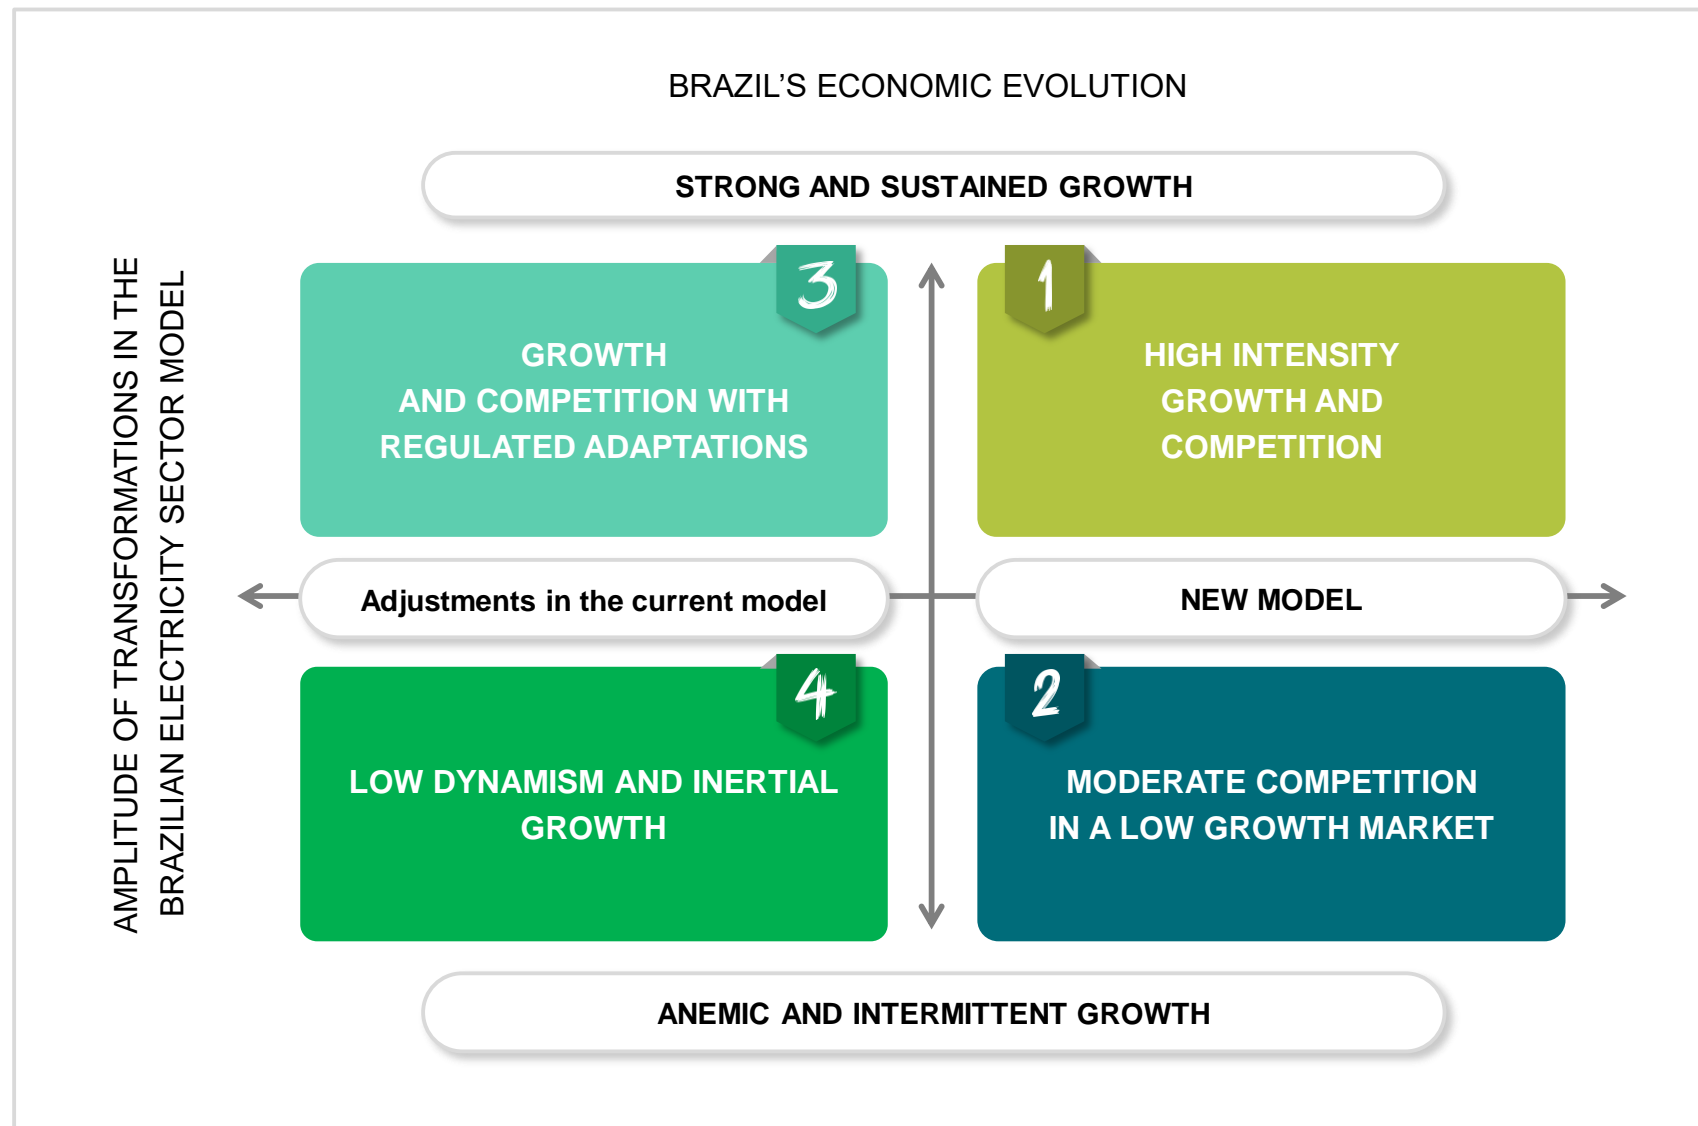 BRAZIL'S ECONOMIC EVOLUTION
STRONG AND SUSTAINED GROWTH
AMPLITUDE OF TRANSFORMATIONS IN THE
BRAZILIAN ELECTRICITY SECTOR MODEL
3
GROWTH
AND COMPETITION WITH
REGULATED ADAPTATIONS
1
HIGH INTENSITY
GROWTH AND
COMPETITION
Adjustments in the current model
NEW MODEL
4
LOW DYNAMISM AND INERTIAL
GROWTH
2
MODERATE COMPETITION
IN A LOW GROWTH MARKET
ANEMIC AND INTERMITTENT GROWTH